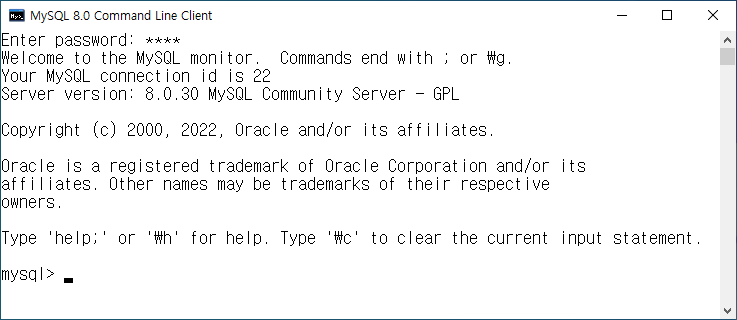 MySQL 8.0 Command Line Client
Enter password: ****
Welcome to the MySQL monitor.  Commands end with ; or ₩g.
Your MySQL connection id is 22
Server version: 8.0.30 MySQL Community Server - GPL
Copyright (c) 2000, 2022, Oracle and/or its affiliates.
Oracle is a registered trademark of Oracle Corporation and/or its
affiliates. Other names may be trademarks of their respective
owners.
Type 'help;' or '₩h' for help. Type '₩c' to clear the current input statement.
mysql>